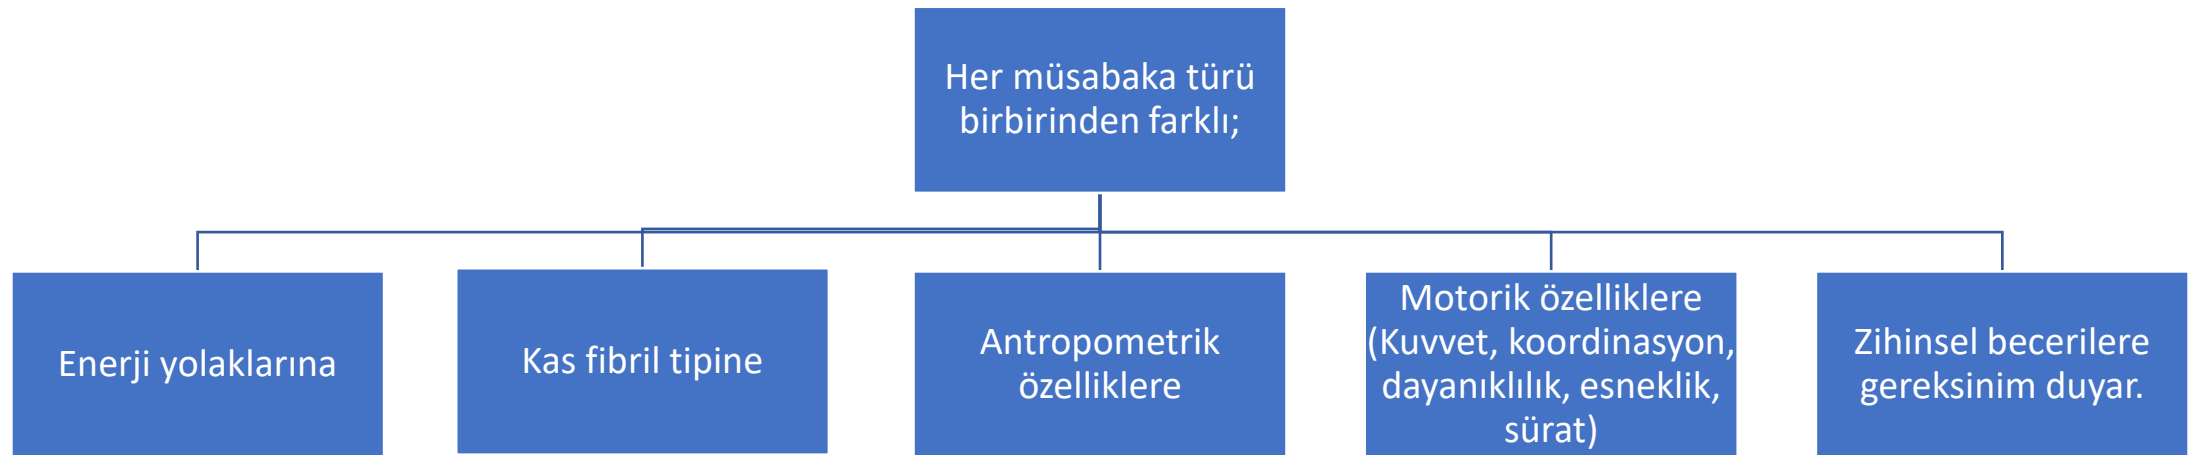 Her müsabaka türü
birbirinden farklı;
Enerji yolaklarına
Kas fibril tipine
Antropometrik
özelliklere
Motorik özelliklere
(Kuvvet, koordinasyon,
dayanıklılık, esneklik,
sürat)
Zihinsel becerilere
gereksinim duyar.